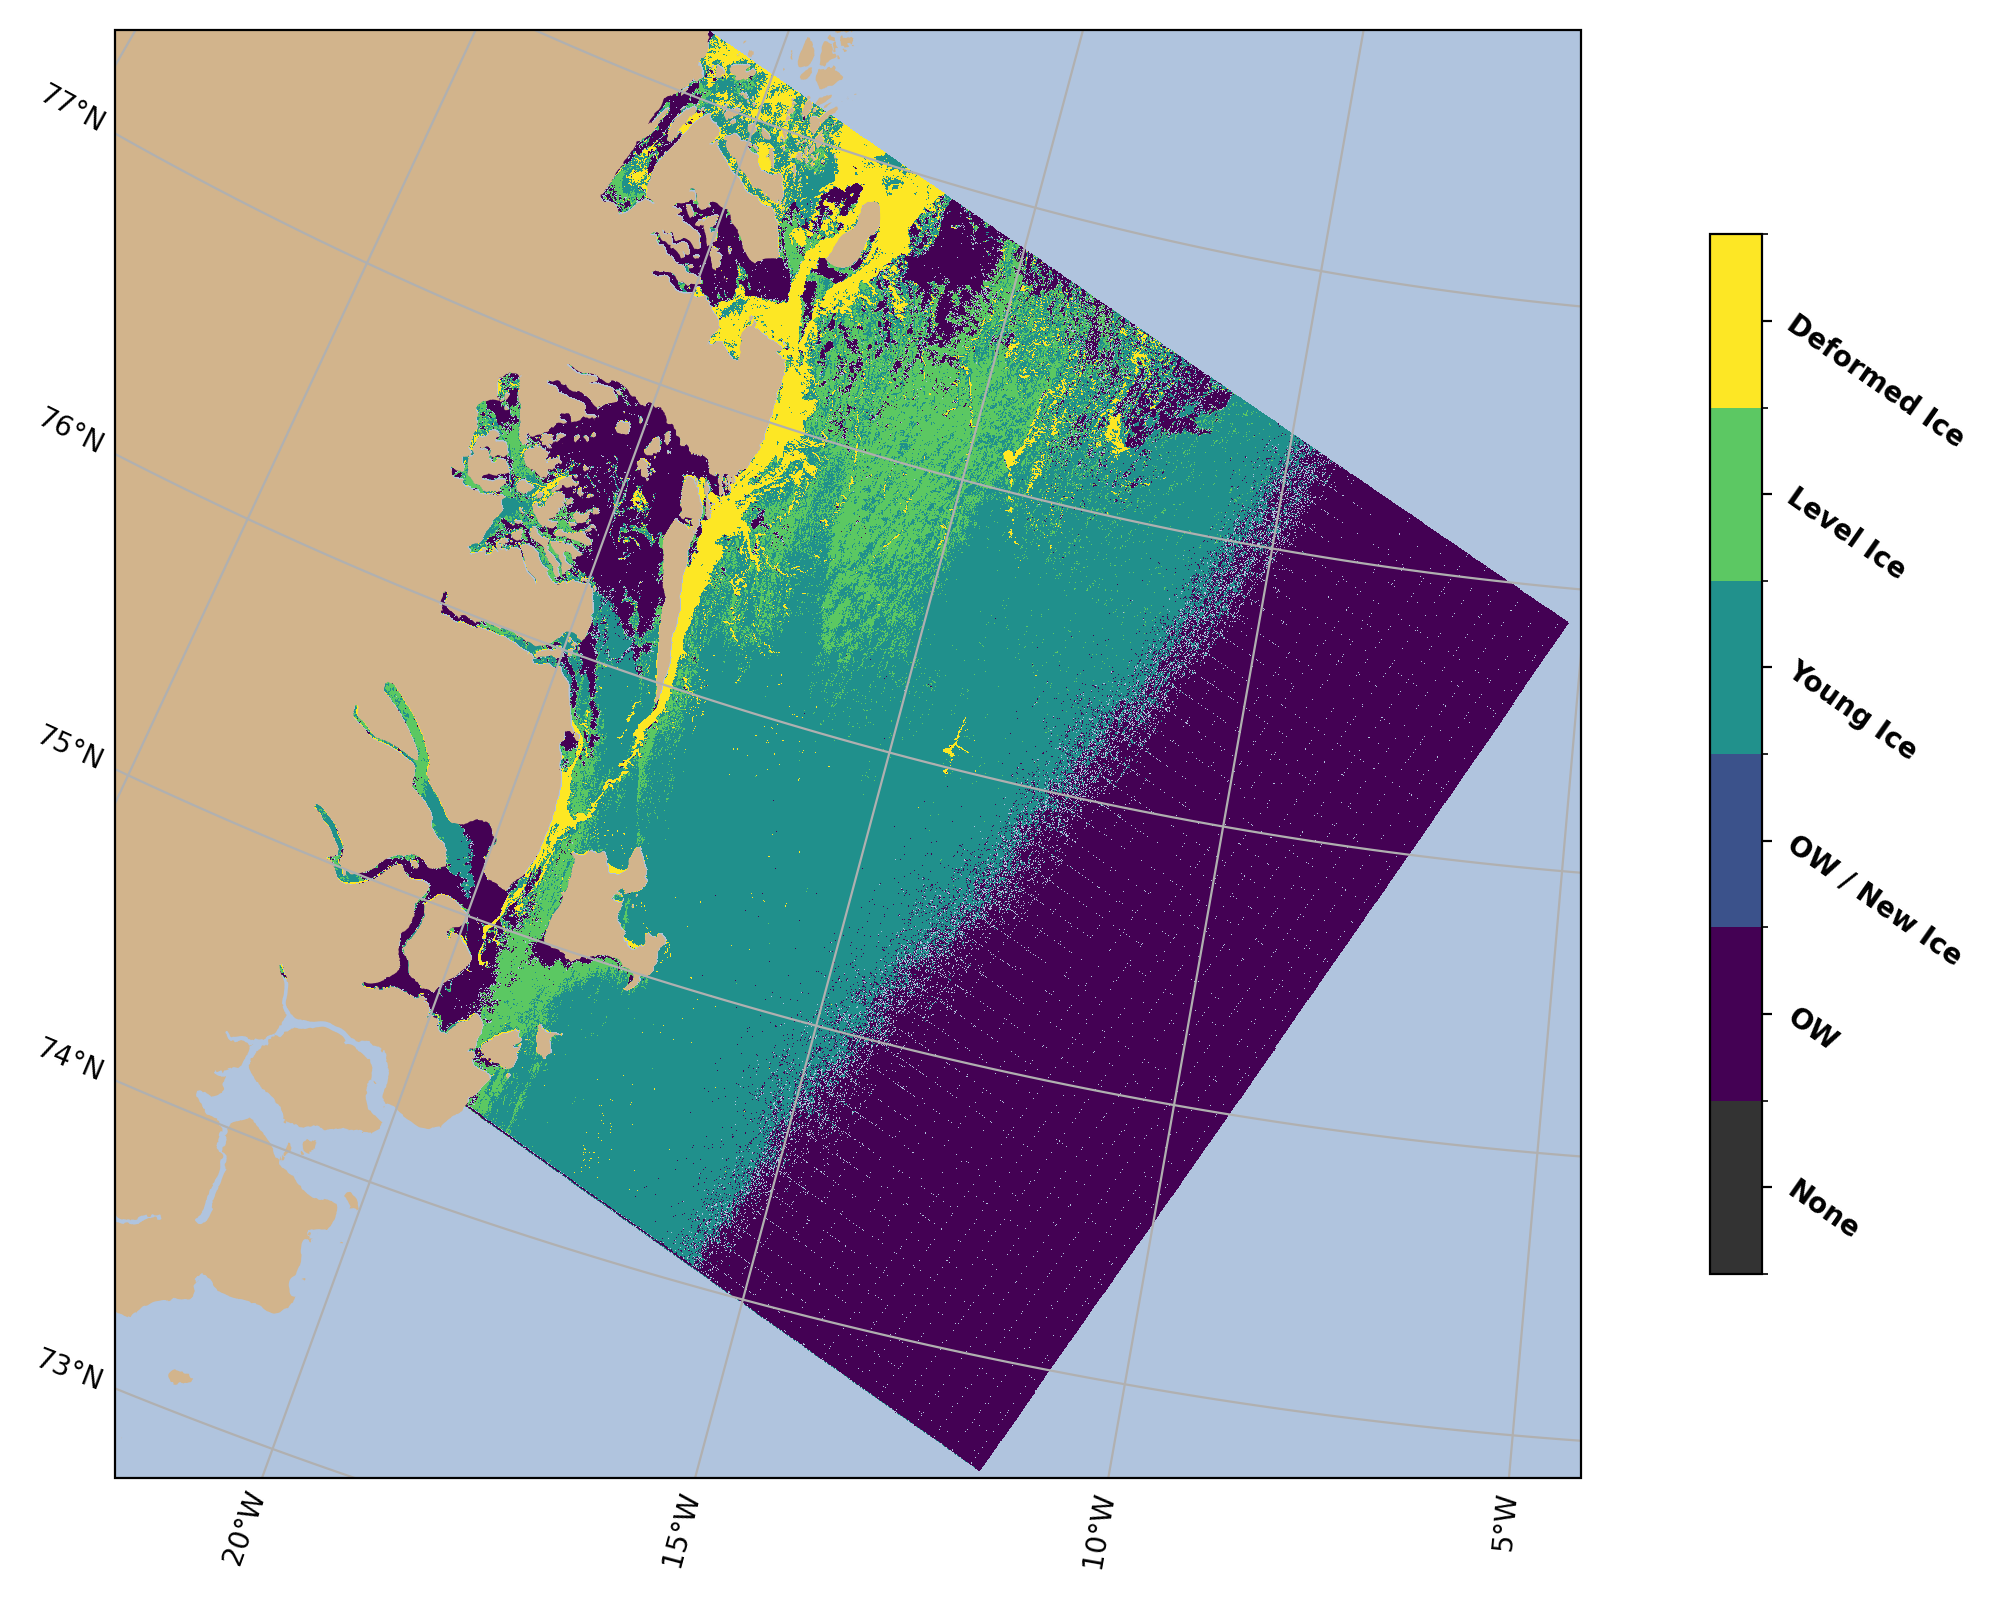 77°N
76°N
75°N
74°N
73°N
20°W
15°W
10°W
5°W
Deformed Ice
Level Ice
Young Ice
OW / New Ice
OW
None